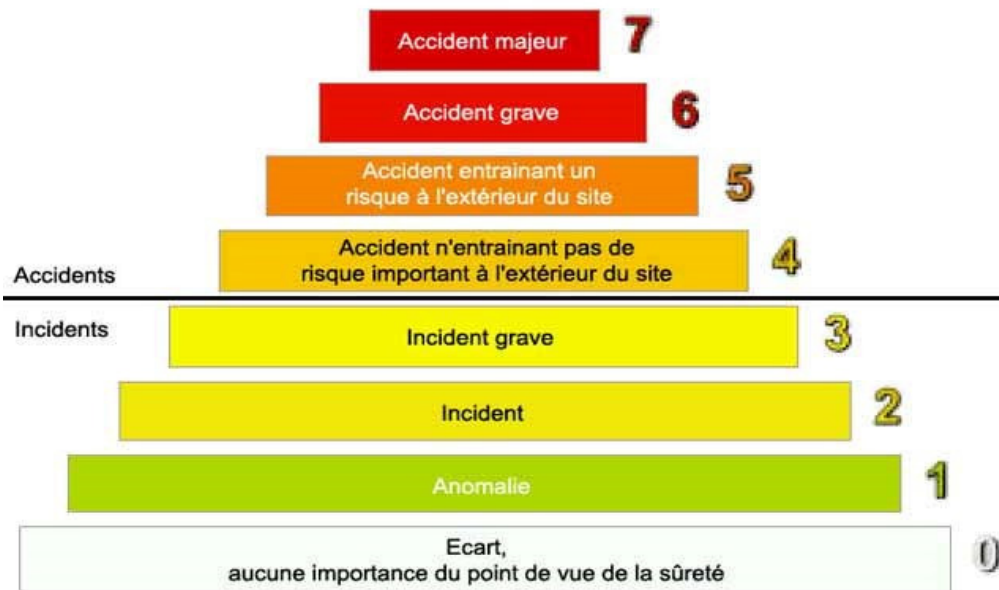 Accident majeur 7
Accident grave 6
Accident entrainant un
risque à l'extérieur du site 5
Accident n'entrainant pas de
risque important à l'extérieur du site 4
Accidents
Incidents
Incident grave 3
Incident 2
Anomalie 1
Ecart,
aucune importance du point de vue de la sûreté 0